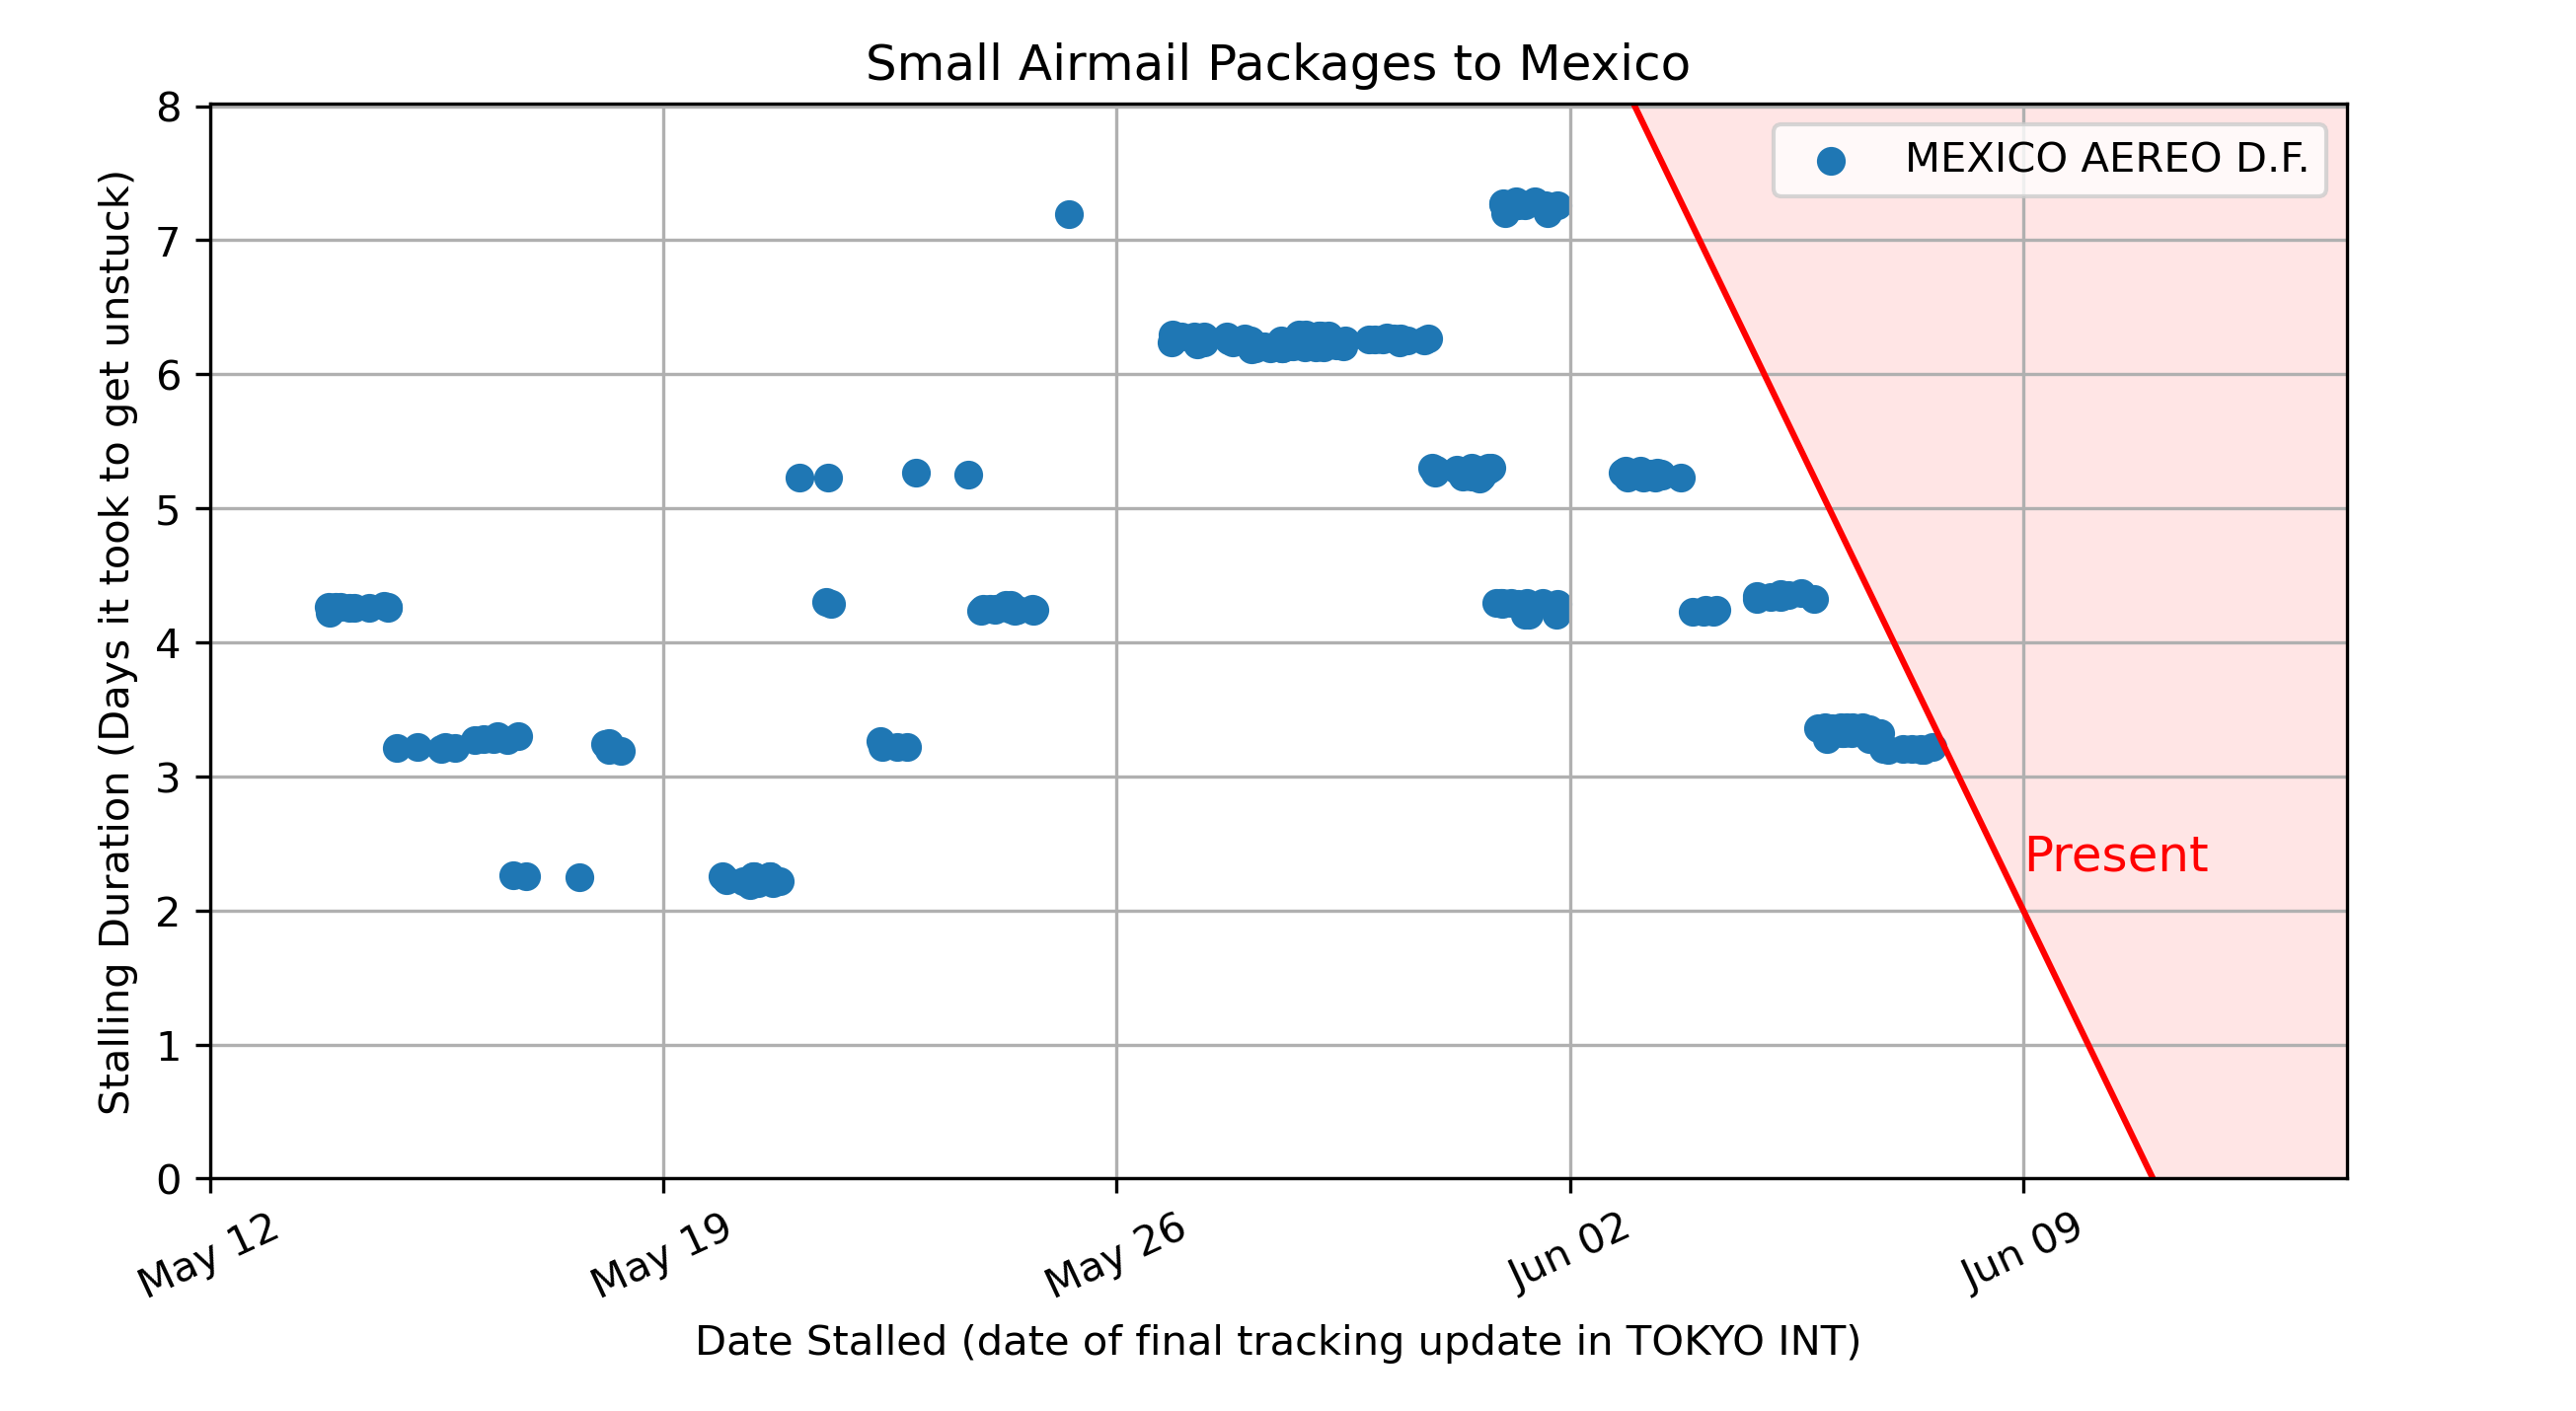 Small Airmail Packages to Mexico
MEXICO AEREO D.F.
Stalling Duration (Days it took to get unstuck)
8
7
6
5
4
3
2
1
0
Present
May 12
May 19
May 26
Jun 02
Jun 09
Date Stalled (date of final tracking update in TOKYO INT)